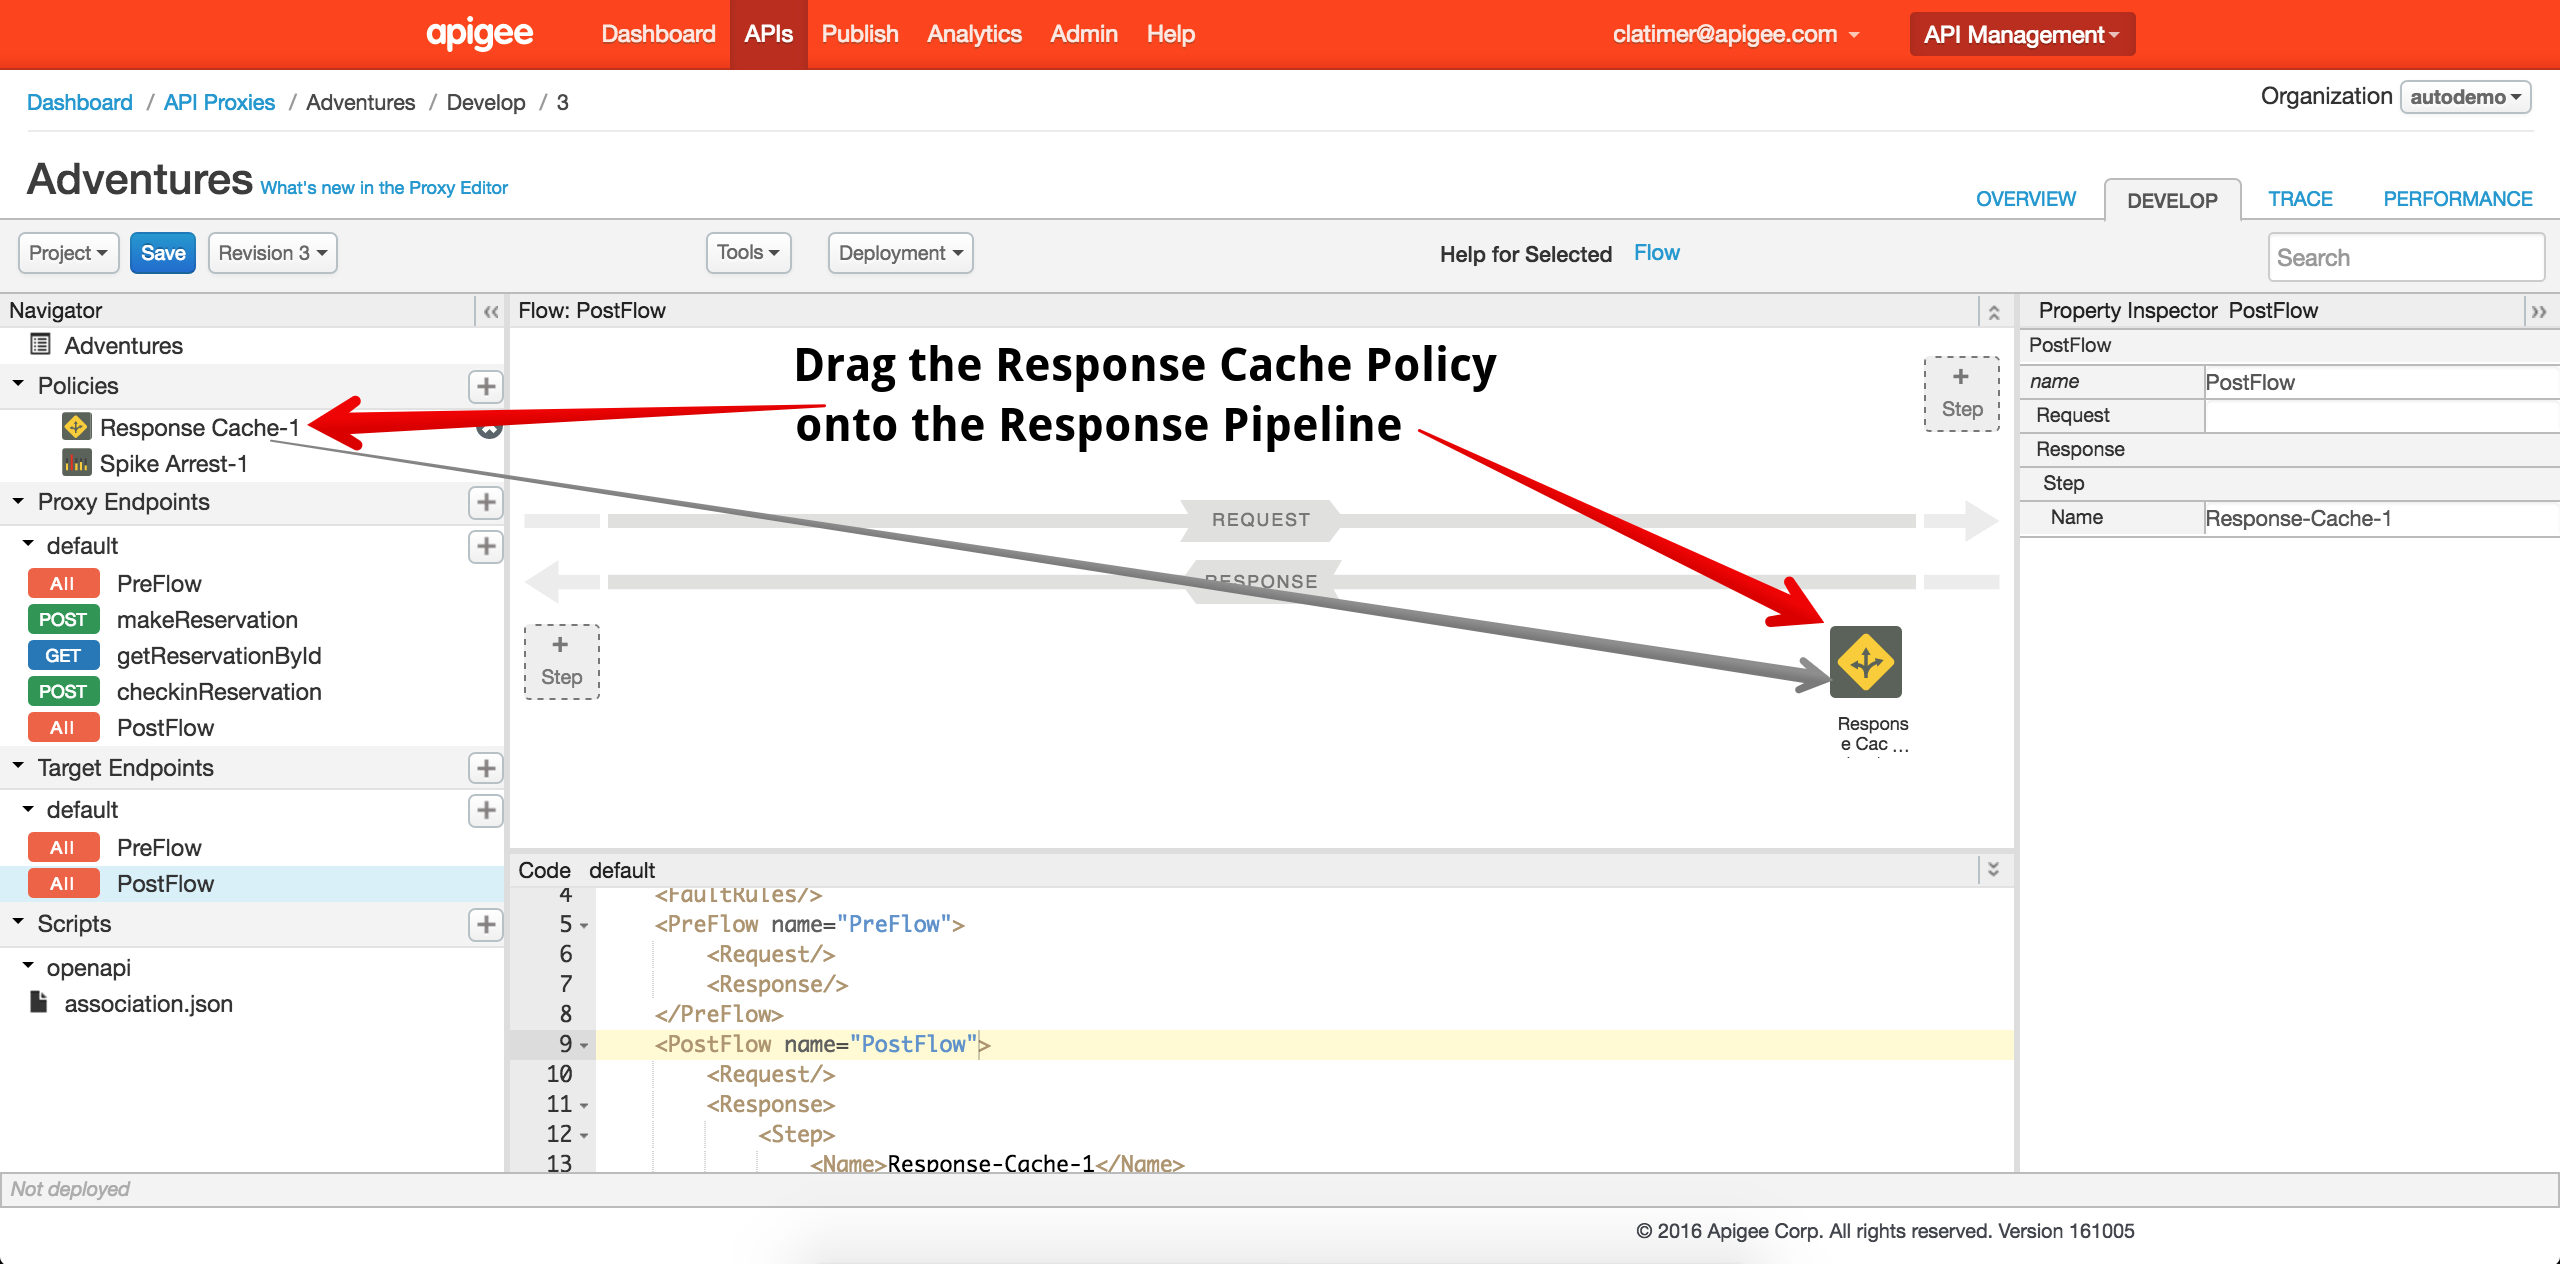 apigee Dashboard APIs Publish Analytics Admin Help clatimer@apigee.com API Management
Dashboard / API Proxies / Adventures / Develop / 3 Organization autodemo
Adventures What's new in the Proxy Editor OVERVIEW DEVELOP TRACE PERFORMANCE
Project Save Revision 3 Tools Deployment Help for Selected Flow Search
Navigator
Adventures
Policies
Response Cache-1
Spike Arrest-1
Proxy Endpoints
default
All PreFlow
POST makeReservation
GET getReservationById
POST checkinReservation
All PostFlow
Target Endpoints
default
All PreFlow
All PostFlow
Scripts
openapi
association.json
Flow: PostFlow
Drag the Response Cache Policy
onto the Response Pipeline
+
Step
REQUEST
RESPONSE
+
Step
Respons
e Cac ...
Code default
4 <FaultRules/>
5 <PreFlow name="PreFlow">
6 <Request/>
7 <Response/>
8 </PreFlow>
9 <PostFlow name="PostFlow">
10 <Request/>
11 <Response>
12 <Step>
13 <Name>Response-Cache-1</Name>
Property Inspector PostFlow
PostFlow
name PostFlow
Request
Response
Step
Name Response-Cache-1
Not deployed
© 2016 Apigee Corp. All rights reserved. Version 161005